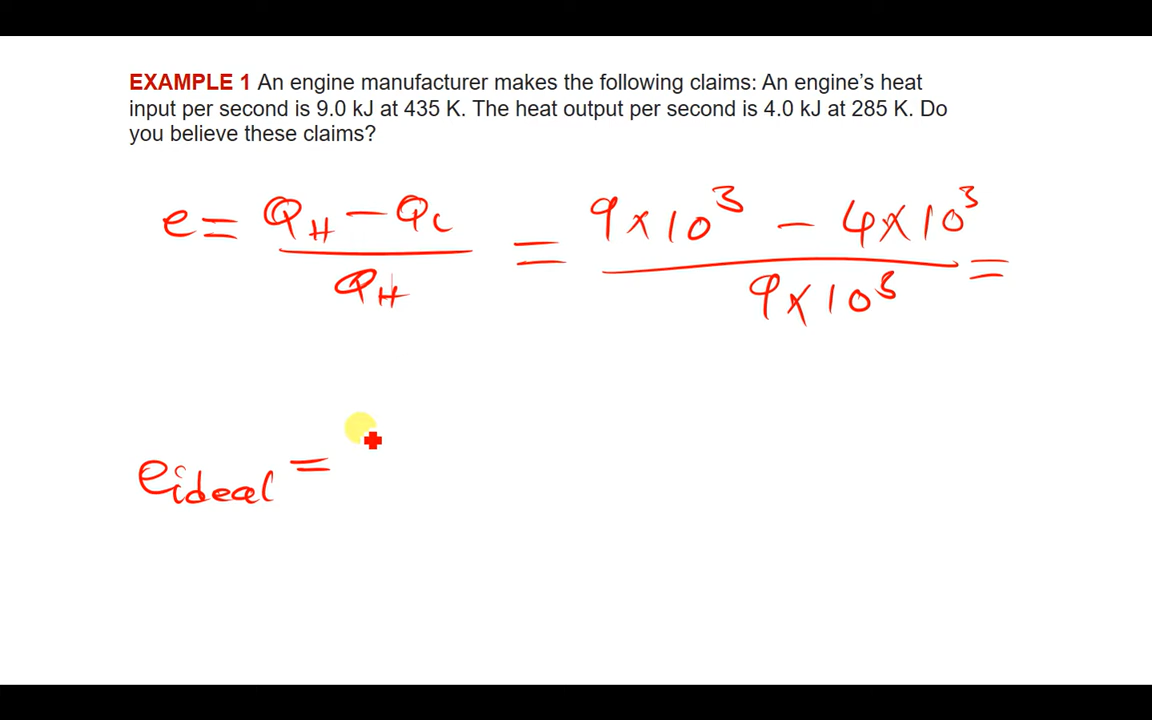 EXAMPLE 1 An engine manufacturer makes the following claims: An engine’s heat
input per second is 9.0 kJ at 435 K. The heat output per second is 4.0 kJ at 285 K. Do
you believe these claims?
e = (Q_H − Q_C) / Q_H = (9×10³ − 4×10³) / (9×10³) =
e_ideal =